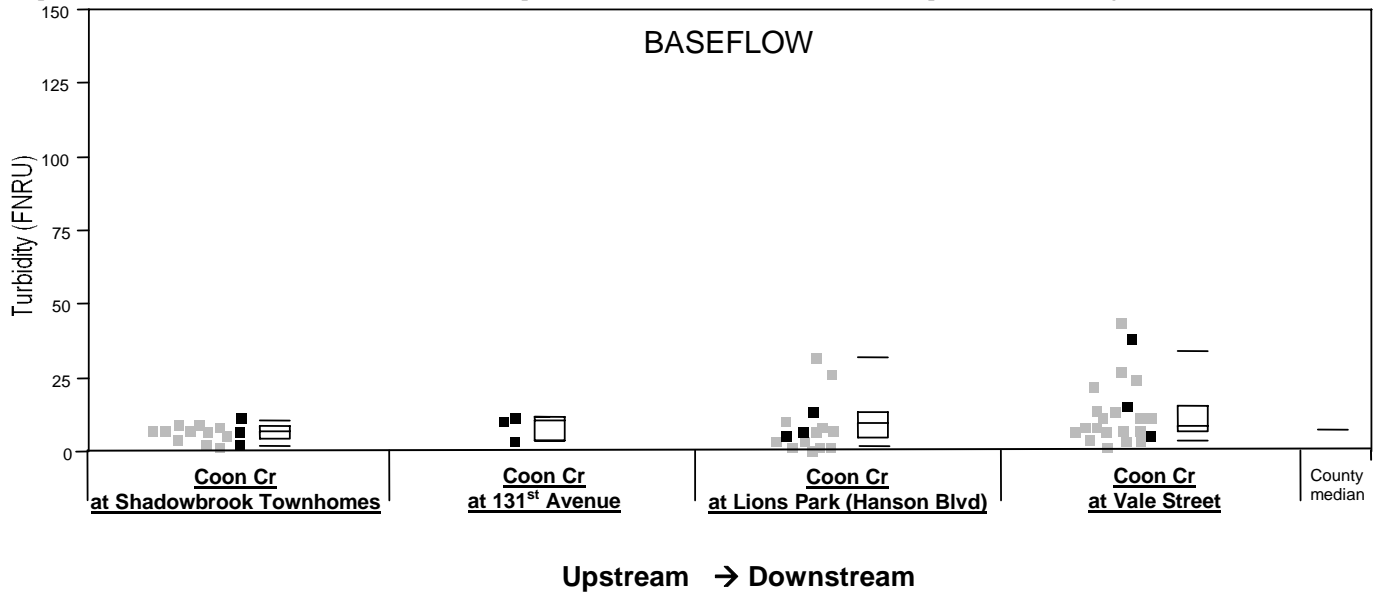 150
BASEFLOW
125
100
75
50
25
0
Turbidity (FNRU)
Coon Cr
at Shadowbrook Townhomes
Coon Cr
at 131st Avenue
Coon Cr
at Lions Park (Hanson Blvd)
Coon Cr
at Vale Street
County
median
Upstream → Downstream